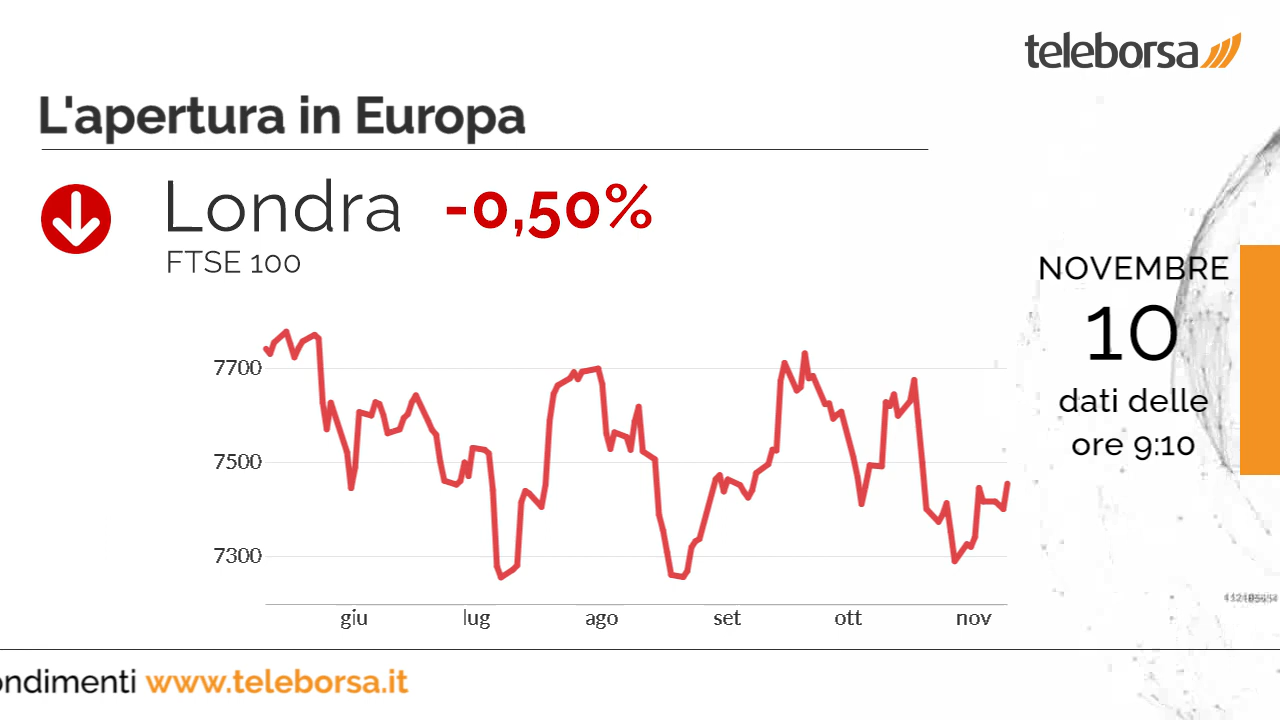 teleborsa
L'apertura in Europa
Londra -0,50%
FTSE 100
NOVEMBRE
10
dati delle
ore 9:10
7700
7500
7300
giu lug ago set ott nov
ondimenti www.teleborsa.it